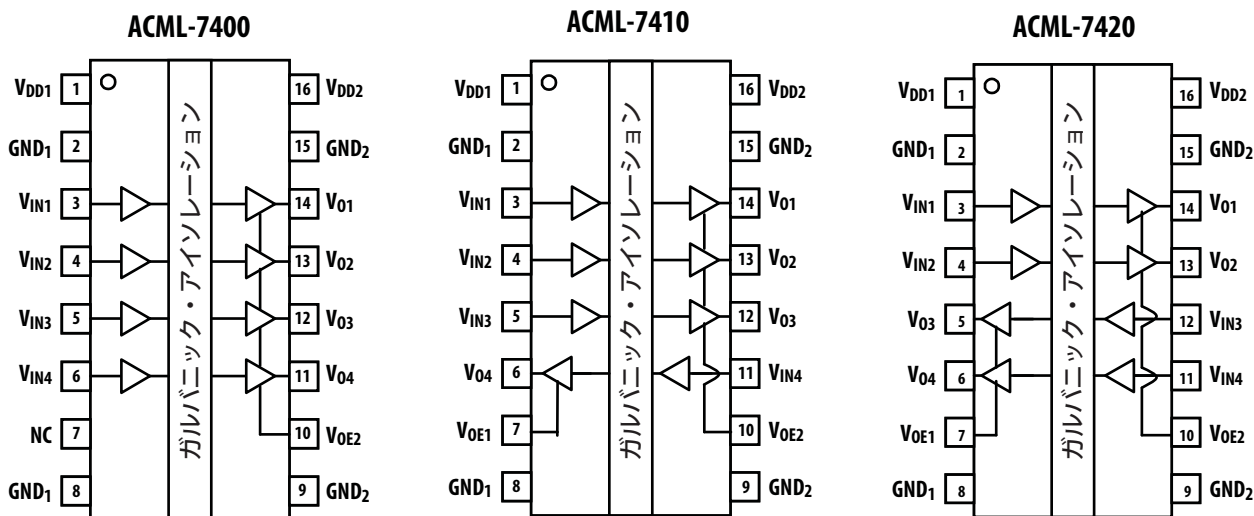 ACML-7400
VDD1 1 16 VDD2
GND1 2 15 GND2
VIN1 3 14 VO1
VIN2 4 13 VO2
VIN3 5 12 VO3
VIN4 6 11 VO4
NC 7 10 VOE2
GND1 8 9 GND2
ガルバニック・アイソレーション
ACML-7410
VDD1 1 16 VDD2
GND1 2 15 GND2
VIN1 3 14 VO1
VIN2 4 13 VO2
VIN3 5 12 VO3
VO4 6 11 VIN4
VOE1 7 10 VOE2
GND1 8 9 GND2
ガルバニック・アイソレーション
ACML-7420
VDD1 1 16 VDD2
GND1 2 15 GND2
VIN1 3 14 VO1
VIN2 4 13 VO2
VO3 5 12 VIN3
VO4 6 11 VIN4
VOE1 7 10 VOE2
GND1 8 9 GND2
ガルバニック・アイソレーション